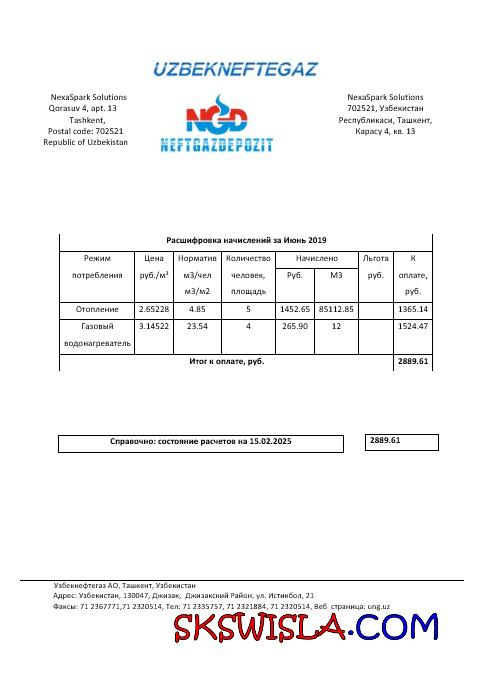 UZBEKNEFTEGAZ
NexaSpark Solutions
Qorasuv 4, apt. 13
Tashkent,
Postal code: 702521
Republic of Uzbekistan
NGD
NEFTGAZDEPOZIT
NexaSpark Solutions
702521, Узбекистан
Республикаси, Ташкент,
Карасу 4, кв. 13
Расшифровка начислений за Июнь 2019
Режим потребления Цена руб./м³ Норматив м3/чел м3/м2 Количество человек, площадь Начислено Руб. М3 Льгота руб. К оплате, руб.
Отопление 2.65228 4.85 5 1452.65 85112.85 1365.14
Газовый водонагреватель 3.14522 23.54 4 265.90 12 1524.47
Итог к оплате, руб. 2889.61
Справочно: состояние расчетов на 15.02.2025 2889.61
Узбекнефтегаз АО, Ташкент, Узбекистан
Адрес: Узбекистан, 130047, Джизак, Джизакский Район, ул. Истикбол, 21
Факсы: 71 2367771,71 2320514, Тел: 71 2335757, 71 2321884, 71 2320514, Веб страница: ung.uz
SKSWISLA.COM